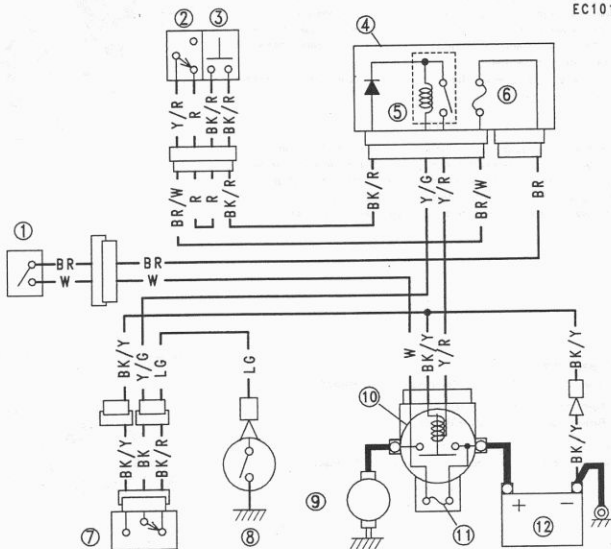 EC101
② ③
④
Y/R R BK/R BK/R
⑤ ⑥
BR/W R R BK/R
BK/R Y/G Y/R BR/W BR
①
BR BR
W W
BK/Y Y/G LG LG
W BK/Y Y/R
BK/Y
BK/Y BK BK/R
BK/Y
⑩
+ −
⑦ ⑧ ⑨ ⑪ ⑫